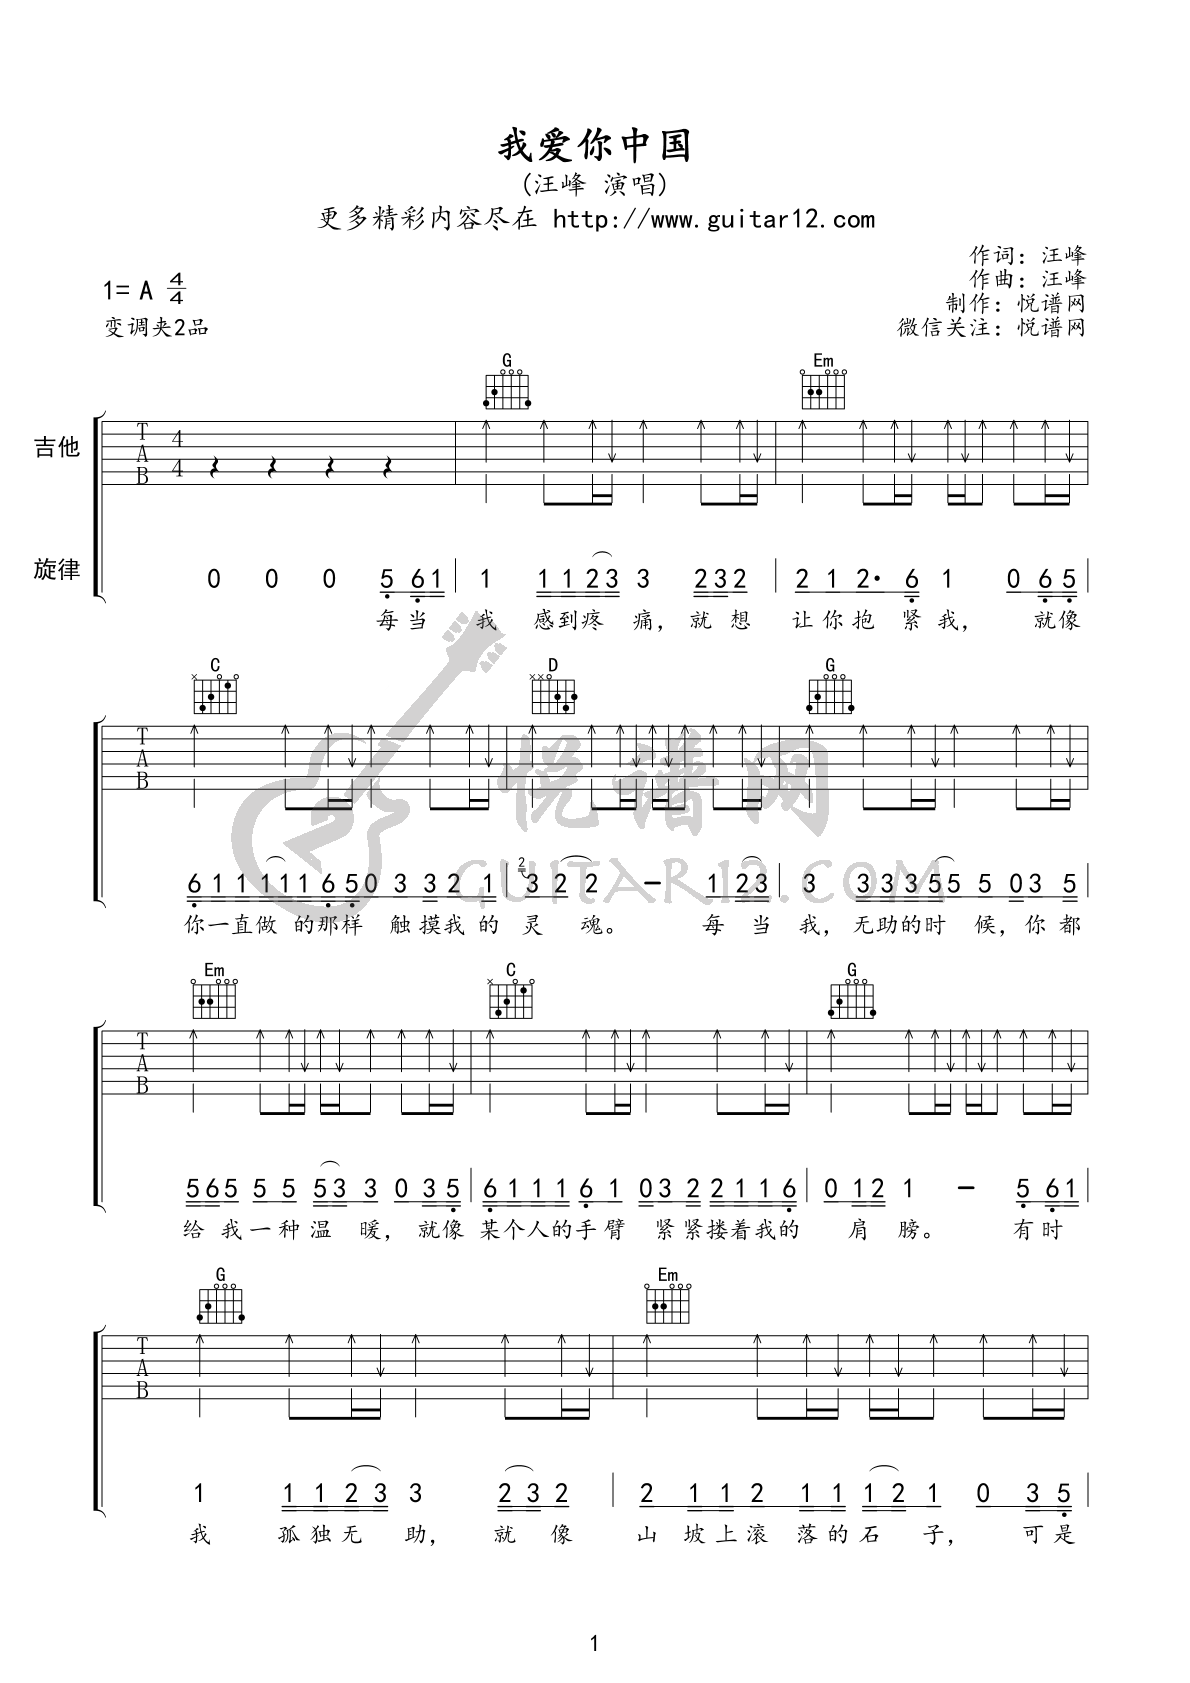 我爱你中国
(汪峰 演唱)
更多精彩内容尽在 http://www.guitar12.com
作词：汪峰
作曲：汪峰
制作：悦谱网
微信关注：悦谱网
1= A 4/4
变调夹2品
G Em
吉他 T A B 4 4
旋律 0 0 0 5 6 1 | 1 1 1 2 3 3 2 3 2 | 2 1 2· 6 1 0 6 5 |
每当 我 感到疼 痛，就 想 让你抱 紧我， 就像
C D G
T A B
悦谱网
GUITAR12.COM
6 1 1 1 1 1 6 5 0 3 3 2 1 | 2 3 2 2 - 1 2 3 | 3 3 3 3 5 5 5 0 3 5
你一直做 的那样 触摸我的 灵 魂。 每 当 我，无助的时 候，你 都
Em C G
T A B
5 6 5 5 5 5 3 3 0 3 5 | 6 1 1 1 6 1 0 3 2 2 1 1 6 | 0 1 2 1 - 5 6 1
给 我 一 种 温 暖，就像 某个人的手臂 紧紧搂着我的 肩 膀。 有时
G Em
T A B
1 1 1 2 3 3 2 3 2 | 2 1 1 2 1 1 1 2 1 0 3 5 |
我 孤独无 助， 就 像 山 坡上滚 落的石 子， 可是
1